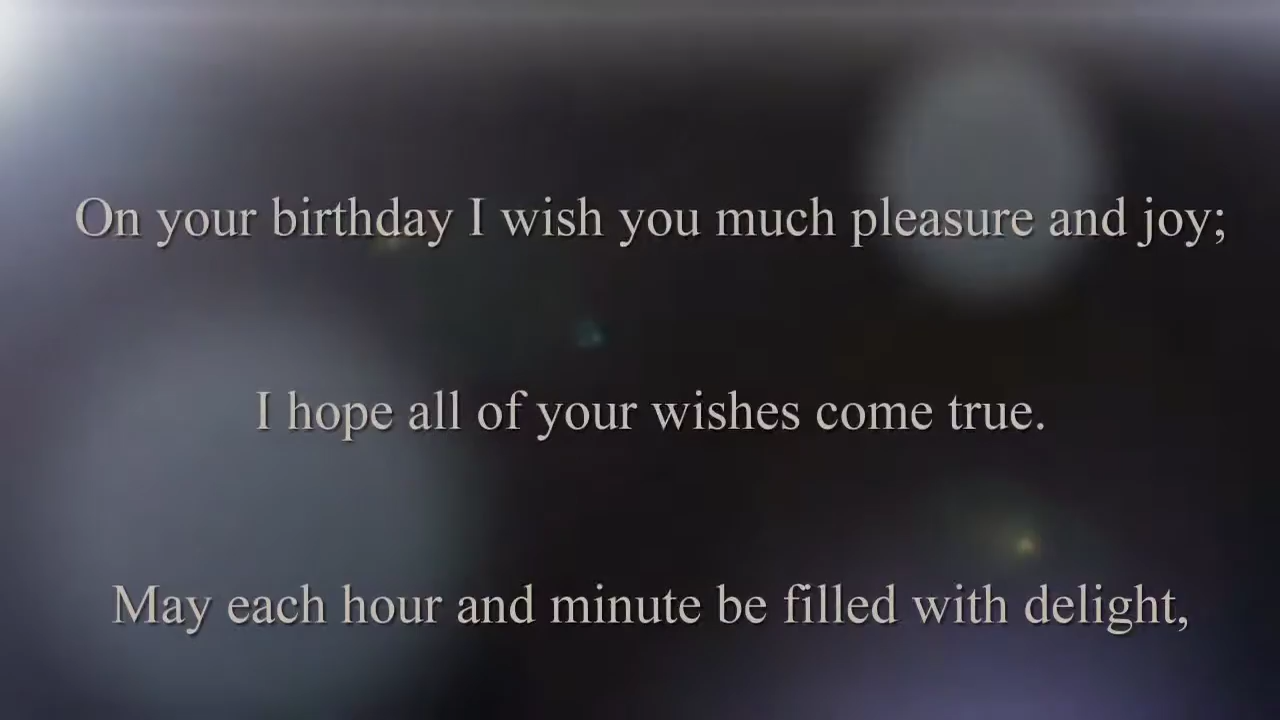 On your birthday I wish you much pleasure and joy;
I hope all of your wishes come true.
May each hour and minute be filled with delight,